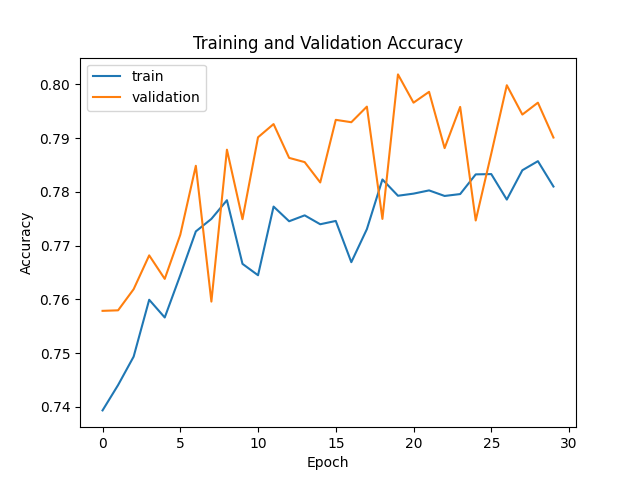 Training and Validation Accuracy
train
validation
0.80
0.79
0.78
0.77
0.76
0.75
0.74
Accuracy
0 5 10 15 20 25 30
Epoch